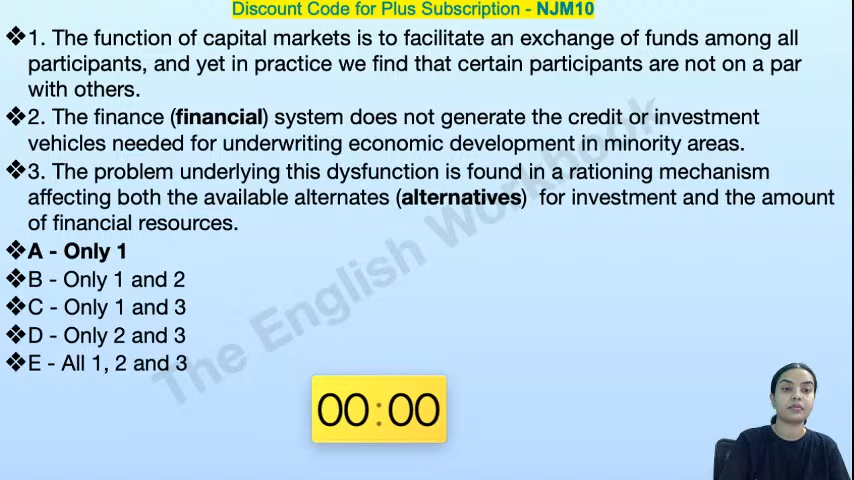 Discount Code for Plus Subscription - NJM10
❖1. The function of capital markets is to facilitate an exchange of funds among all
participants, and yet in practice we find that certain participants are not on a par
with others.
❖2. The finance (financial) system does not generate the credit or investment
vehicles needed for underwriting economic development in minority areas.
❖3. The problem underlying this dysfunction is found in a rationing mechanism
affecting both the available alternates (alternatives) for investment and the amount
of financial resources.
❖A - Only 1
❖B - Only 1 and 2
❖C - Only 1 and 3
❖D - Only 2 and 3
❖E - All 1, 2 and 3
The English Workbook
00:00